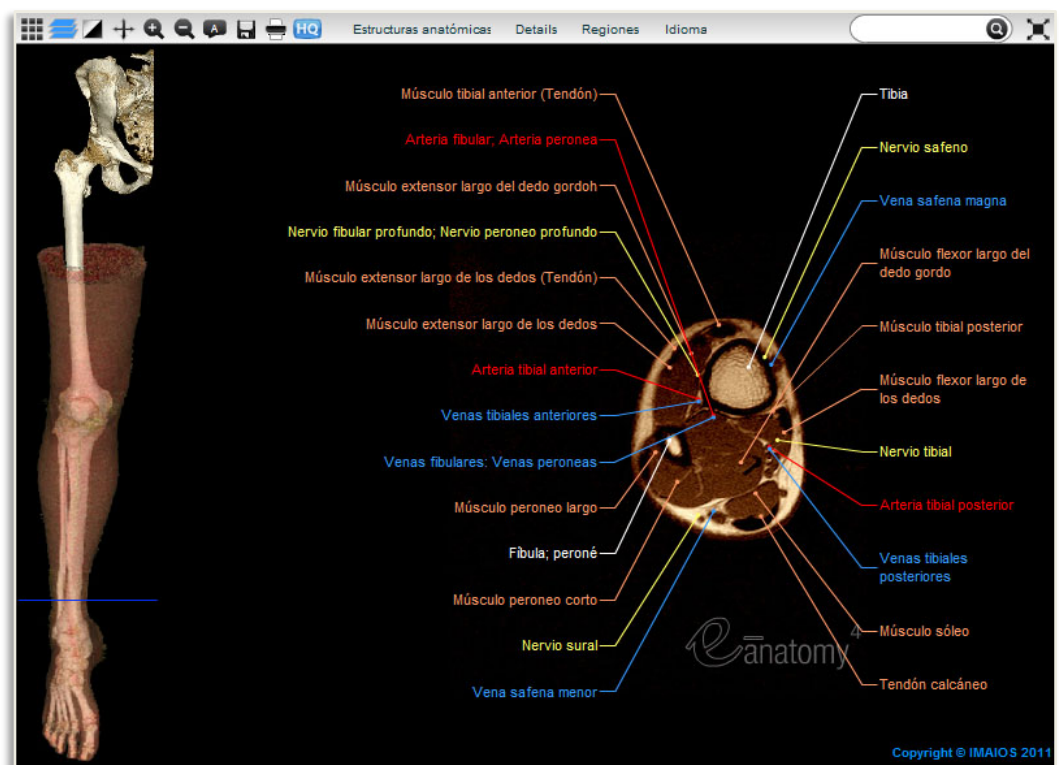 A HQ Estructuras anatómicas Details Regiones Idioma
Músculo tibial anterior (Tendón)
Arteria fibular; Arteria peronea
Músculo extensor largo del dedo gordoh
Nervio fibular profundo; Nervio peroneo profundo
Músculo extensor largo de los dedos (Tendón)
Músculo extensor largo de los dedos
Arteria tibial anterior
Venas tibiales anteriores
Venas fibulares: Venas peroneas
Músculo peroneo largo
Fíbula; peroné
Músculo peroneo corto
Nervio sural
Vena safena menor
Tibia
Nervio safeno
Vena safena magna
Músculo flexor largo del
dedo gordo
Músculo tibial posterior
Músculo flexor largo de
los dedos
Nervio tibial
Arteria tibial posterior
Venas tibiales
posteriores
Músculo sóleo
Tendón calcáneo
e-anatomy 4
Copyright © IMAIOS 2011